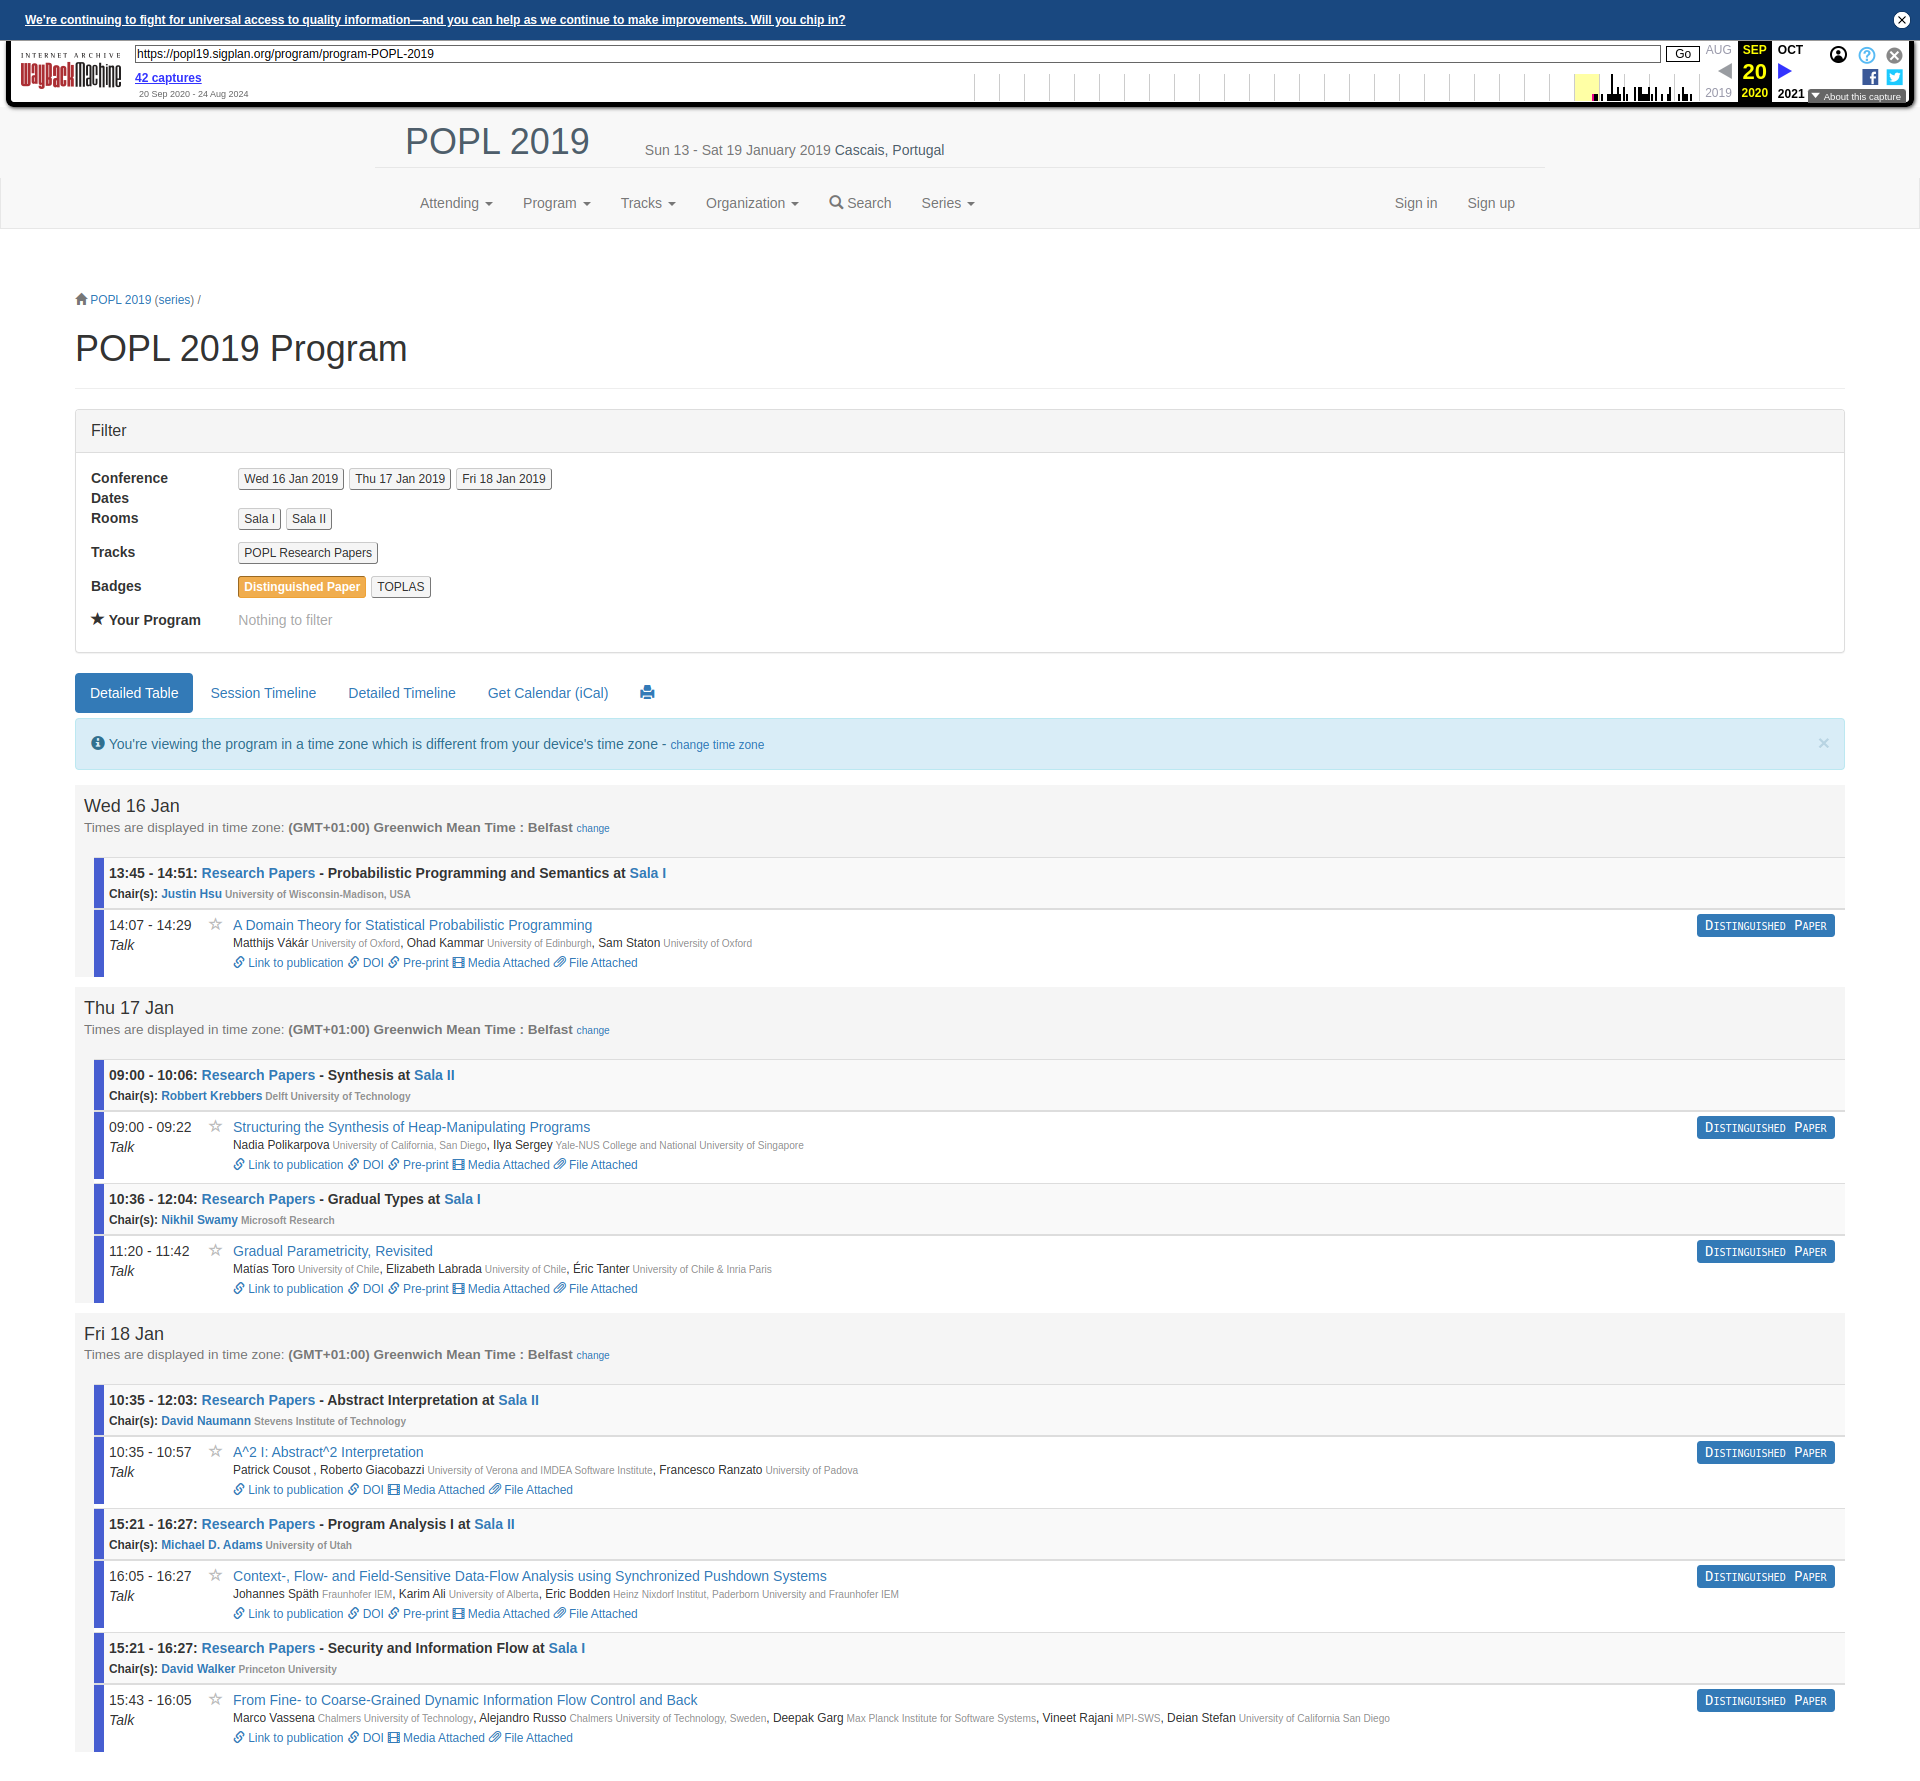 We're continuing to fight for universal access to quality information—and you can help as we continue to make improvements. Will you chip in?
INTERNET ARCHIVE
WayBackMachine
https://popl19.sigplan.org/program/program-POPL-2019
Go
AUG SEP OCT
42 captures
20
20 Sep 2020 - 24 Aug 2024
2019 2020 2021
About this capture
POPL 2019 Sun 13 - Sat 19 January 2019 Cascais, Portugal
Attending Program Tracks Organization Search Series Sign in Sign up
POPL 2019 (series) /
POPL 2019 Program
Filter
Conference Dates Wed 16 Jan 2019 Thu 17 Jan 2019 Fri 18 Jan 2019
Rooms Sala I Sala II
Tracks POPL Research Papers
Badges Distinguished Paper TOPLAS
★ Your Program Nothing to filter
Detailed Table Session Timeline Detailed Timeline Get Calendar (iCal)
You're viewing the program in a time zone which is different from your device's time zone - change time zone ×
Wed 16 Jan
Times are displayed in time zone: (GMT+01:00) Greenwich Mean Time : Belfast change
13:45 - 14:51: Research Papers - Probabilistic Programming and Semantics at Sala I
Chair(s): Justin Hsu University of Wisconsin-Madison, USA
14:07 - 14:29 ☆ A Domain Theory for Statistical Probabilistic Programming Distinguished Paper
Talk Matthijs Vákár University of Oxford, Ohad Kammar University of Edinburgh, Sam Staton University of Oxford
Link to publication DOI Pre-print Media Attached File Attached
Thu 17 Jan
Times are displayed in time zone: (GMT+01:00) Greenwich Mean Time : Belfast change
09:00 - 10:06: Research Papers - Synthesis at Sala II
Chair(s): Robbert Krebbers Delft University of Technology
09:00 - 09:22 ☆ Structuring the Synthesis of Heap-Manipulating Programs Distinguished Paper
Talk Nadia Polikarpova University of California, San Diego, Ilya Sergey Yale-NUS College and National University of Singapore
Link to publication DOI Pre-print Media Attached File Attached
10:36 - 12:04: Research Papers - Gradual Types at Sala I
Chair(s): Nikhil Swamy Microsoft Research
11:20 - 11:42 ☆ Gradual Parametricity, Revisited Distinguished Paper
Talk Matías Toro University of Chile, Elizabeth Labrada University of Chile, Éric Tanter University of Chile & Inria Paris
Link to publication DOI Pre-print Media Attached File Attached
Fri 18 Jan
Times are displayed in time zone: (GMT+01:00) Greenwich Mean Time : Belfast change
10:35 - 12:03: Research Papers - Abstract Interpretation at Sala II
Chair(s): David Naumann Stevens Institute of Technology
10:35 - 10:57 ☆ A^2 I: Abstract^2 Interpretation Distinguished Paper
Talk Patrick Cousot , Roberto Giacobazzi University of Verona and IMDEA Software Institute, Francesco Ranzato University of Padova
Link to publication DOI Media Attached File Attached
15:21 - 16:27: Research Papers - Program Analysis I at Sala II
Chair(s): Michael D. Adams University of Utah
16:05 - 16:27 ☆ Context-, Flow- and Field-Sensitive Data-Flow Analysis using Synchronized Pushdown Systems Distinguished Paper
Talk Johannes Späth Fraunhofer IEM, Karim Ali University of Alberta, Eric Bodden Heinz Nixdorf Institut, Paderborn University and Fraunhofer IEM
Link to publication DOI Pre-print Media Attached File Attached
15:21 - 16:27: Research Papers - Security and Information Flow at Sala I
Chair(s): David Walker Princeton University
15:43 - 16:05 ☆ From Fine- to Coarse-Grained Dynamic Information Flow Control and Back Distinguished Paper
Talk Marco Vassena Chalmers University of Technology, Alejandro Russo Chalmers University of Technology, Sweden, Deepak Garg Max Planck Institute for Software Systems, Vineet Rajani MPI-SWS, Deian Stefan University of California San Diego
Link to publication DOI Media Attached File Attached